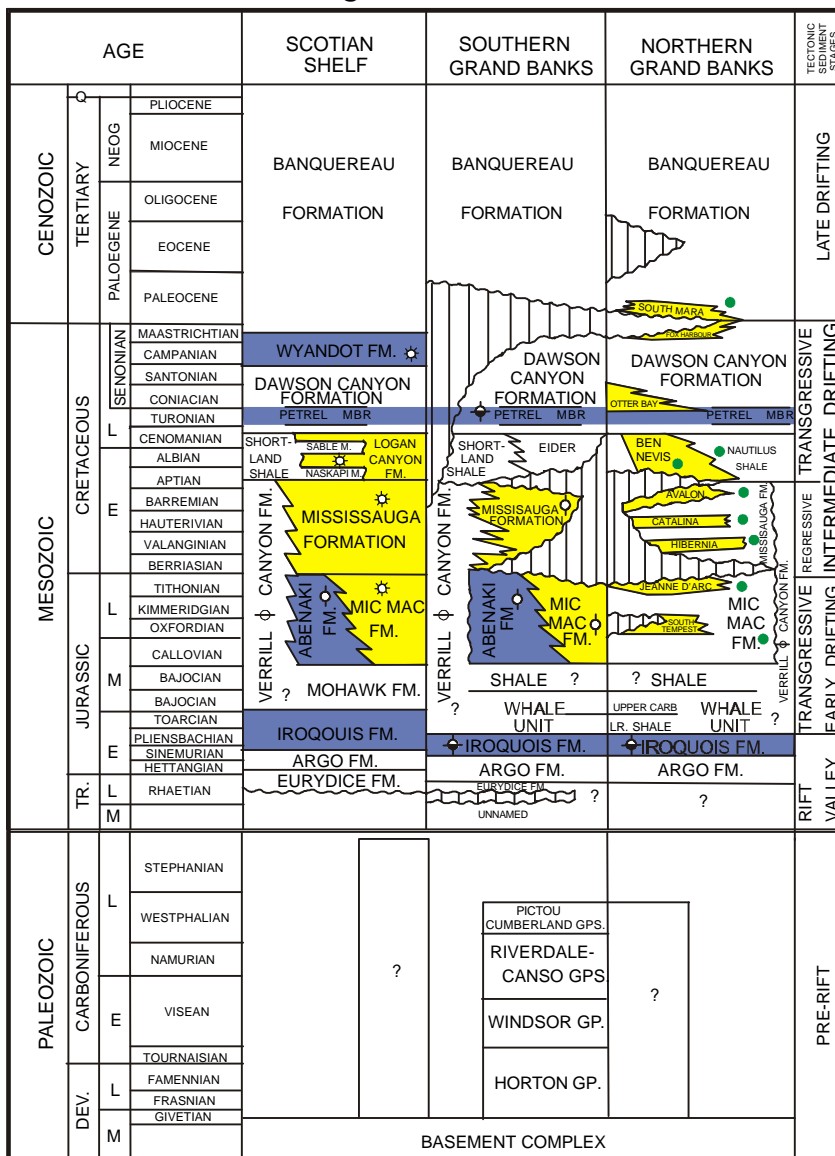 AGE
SCOTIAN
SHELF
SOUTHERN
GRAND BANKS
NORTHERN
GRAND BANKS
TECTONIC
SEDIMENT
STAGES
CENOZOIC
TERTIARY
NEOG
PALOEGENE
Q
PLIOCENE
MIOCENE
OLIGOCENE
EOCENE
PALEOCENE
BANQUEREAU
FORMATION
BANQUEREAU
FORMATION
BANQUEREAU
FORMATION
SOUTH MARA
LATE DRIFTING
MESOZOIC
CRETACEOUS
SENONIAN
L
E
MAASTRICHTIAN
CAMPANIAN
SANTONIAN
CONIACIAN
TURONIAN
CENOMANIAN
ALBIAN
APTIAN
BARREMIAN
HAUTERIVIAN
VALANGINIAN
BERRIASIAN
WYANDOT FM.
DAWSON CANYON
FORMATION
PETREL MBR
SHORT-
LAND
SHALE
SABLE M.
NASKAPI M.
LOGAN
CANYON
FM.
MISSISSAUGA
FORMATION
VERRILL CANYON FM.
DAWSON
CANYON
FORMATION
PETREL MBR
SHORT-
LAND
SHALE
EIDER
MISSISSAUGA
FORMATION
VERRILL CANYON FM.
FOX HARBOUR
DAWSON CANYON
FORMATION
OTTER BAY
PETREL MBR
BEN
NEVIS
NAUTILUS
SHALE
AVALON
CATALINA
HIBERNIA
MISSISAUGA FM.
TRANSGRESSIVE
REGRESSIVE
INTERMEDIATE DRIFTING
JURASSIC
L
M
E
TITHONIAN
KIMMERIDGIAN
OXFORDIAN
CALLOVIAN
BAJOCIAN
BAJOCIAN
TOARCIAN
PLIENSBACHIAN
SINEMURIAN
HETTANGIAN
ABENAKI
FM.
MIC MAC
FM.
? MOHAWK FM.
IROQOUIS FM.
ARGO FM.
ABENAKI
FM
MIC
MAC
FM.
SHALE ?
? WHALE
UNIT
IROQUOIS FM.
ARGO FM.
JEANNE D'ARC
SOUTH
TEMPEST
MIC
MAC
FM.
VERRILL CANYON FM.
? SHALE
UPPER CARB
LR. SHALE
WHALE
UNIT
?
IROQUOIS FM.
ARGO FM.
TRANSGRESSIVE
EARLY DRIFTING
TR.
L
M
RHAETIAN
EURYDICE FM.
EURYDICE FM
?
UNNAMED
?
RIFT
VALLEY
PALEOZOIC
CARBONIFEROUS
L
E
STEPHANIAN
WESTPHALIAN
NAMURIAN
VISEAN
TOURNAISIAN
?
PICTOU
CUMBERLAND GPS.
RIVERDALE-
CANSO GPS.
WINDSOR GP.
HORTON GP.
?
PRE-RIFT
DEV.
L
M
FAMENNIAN
FRASNIAN
GIVETIAN
BASEMENT COMPLEX